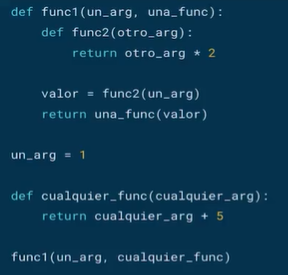 def func1(un_arg, una_func):
    def func2(otro_arg):
        return otro_arg * 2

    valor = func2(un_arg)
    return una_func(valor)

un_arg = 1

def cualquier_func(cualquier_arg):
    return cualquier_arg + 5

func1(un_arg, cualquier_func)